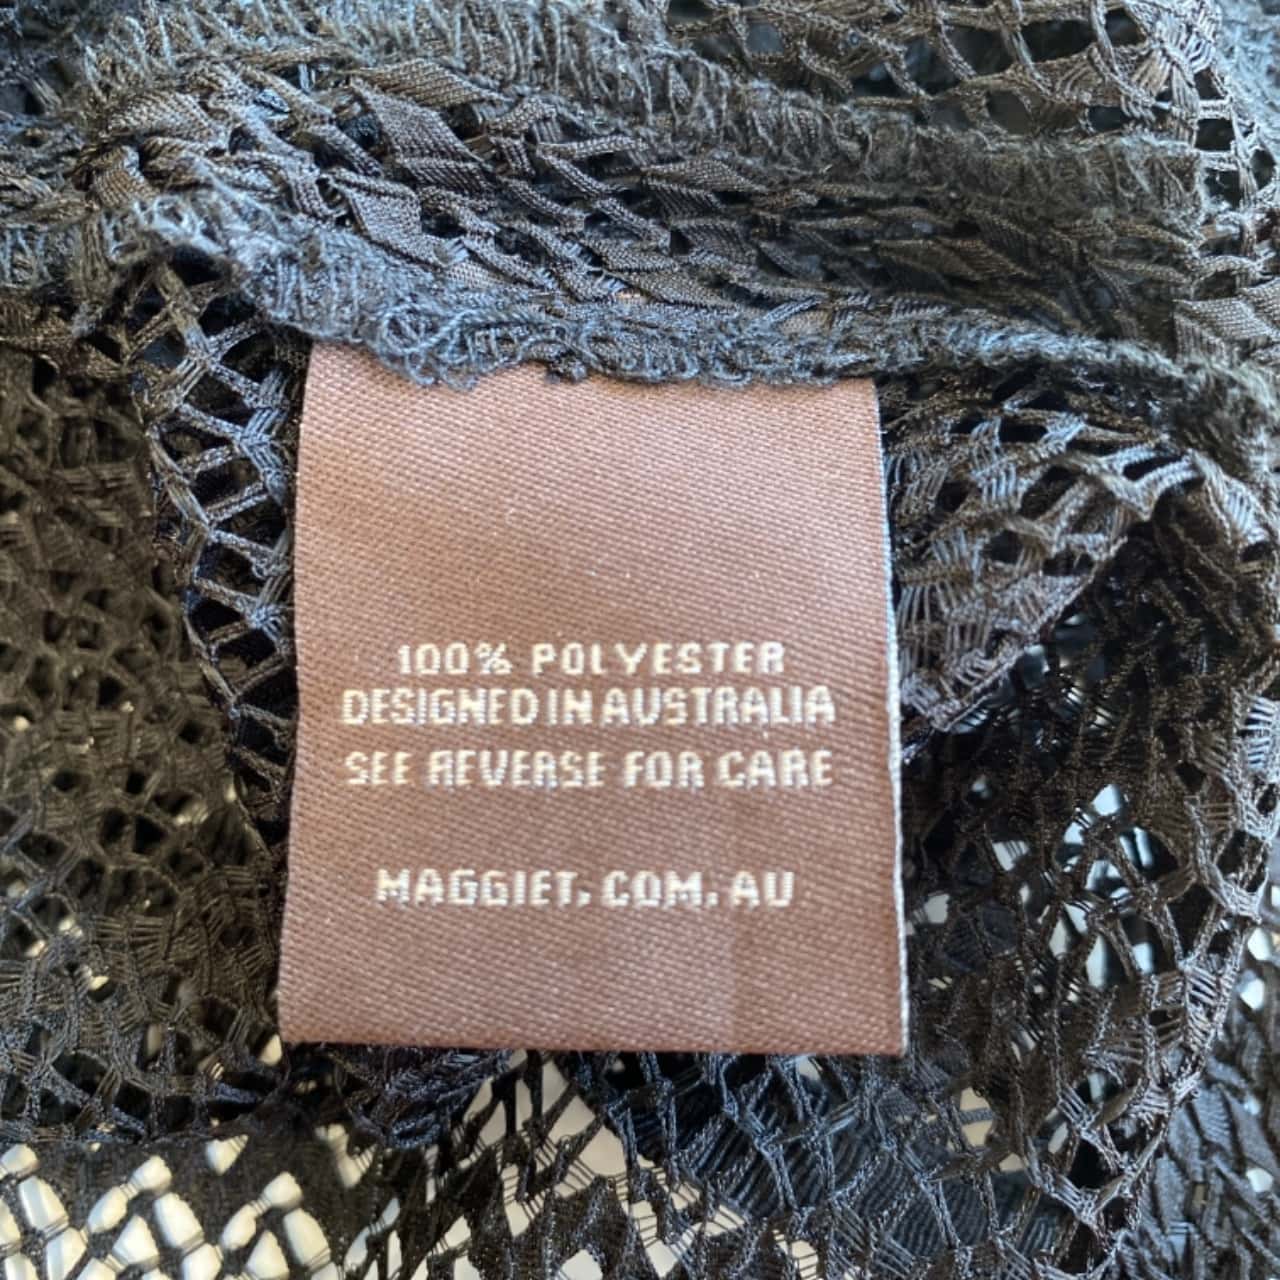 100% POLYESTER
DESIGNED IN AUSTRALIA
SEE REVERSE FOR CARE
MAGGIET.COM.AU